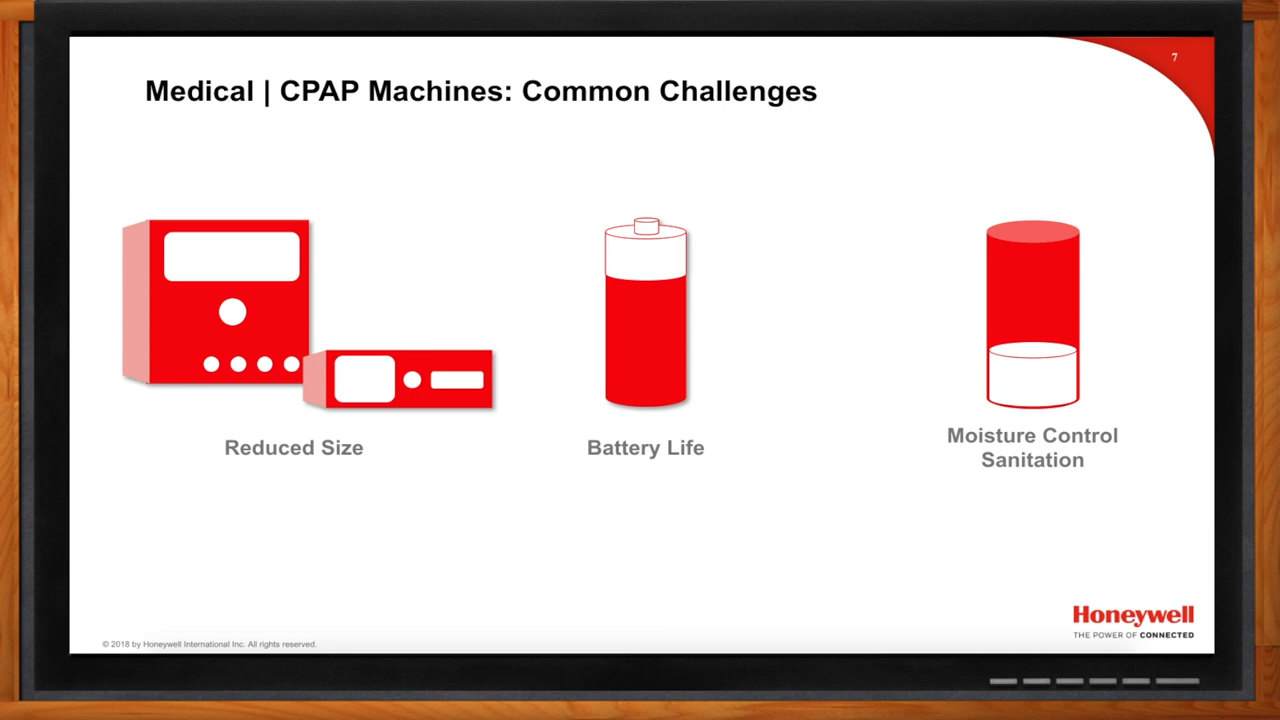 7
Medical | CPAP Machines: Common Challenges
Reduced Size
Battery Life
Moisture Control
Sanitation
Honeywell
THE POWER OF CONNECTED
© 2018 by Honeywell International Inc. All rights reserved.